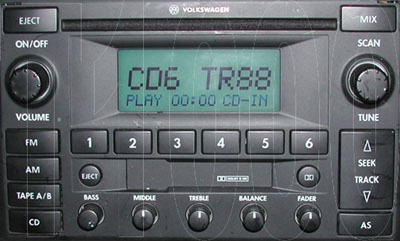 VOLKSWAGEN
EJECT
MIX
ON/OFF
SCAN
CD6 TR88
PLAY 00:00 CD-IN
VOLUME
TUNE
FM
1 2 3 4 5 6
AM
EJECT
SEEK
TRACK
TAPE A/B
BASS MIDDLE TREBLE BALANCE FADER
CD
AS